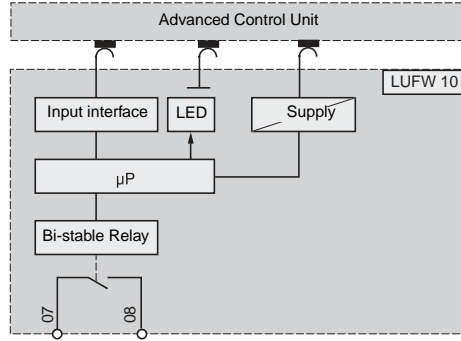 Advanced Control Unit
LUFW 10
Input interface
LED
Supply
µP
Bi-stable Relay
07
08